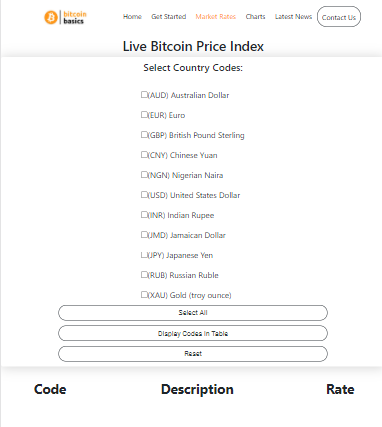 bitcoin
basics
Home Get Started Market Rates Charts Latest News Contact Us
Live Bitcoin Price Index
Select Country Codes:
(AUD) Australian Dollar
(EUR) Euro
(GBP) British Pound Sterling
(CNY) Chinese Yuan
(NGN) Nigerian Naira
(USD) United States Dollar
(INR) Indian Rupee
(JMD) Jamaican Dollar
(JPY) Japanese Yen
(RUB) Russian Ruble
(XAU) Gold (troy ounce)
Select All
Display Codes In Table
Reset
Code Description Rate